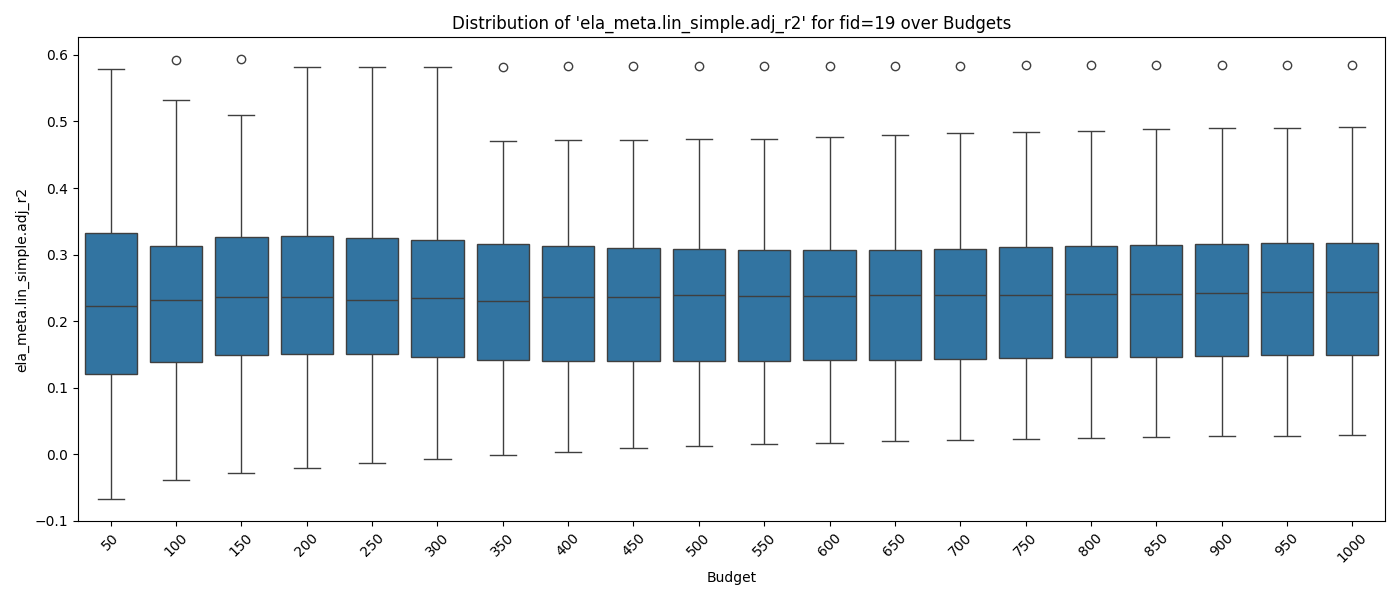 Distribution of 'ela_meta.lin_simple.adj_r2' for fid=19 over Budgets
ela_meta.lin_simple.adj_r2
0.6
0.5
0.4
0.3
0.2
0.1
0.0
−0.1
50 100 150 200 250 300 350 400 450 500 550 600 650 700 750 800 850 900 950 1000
Budget